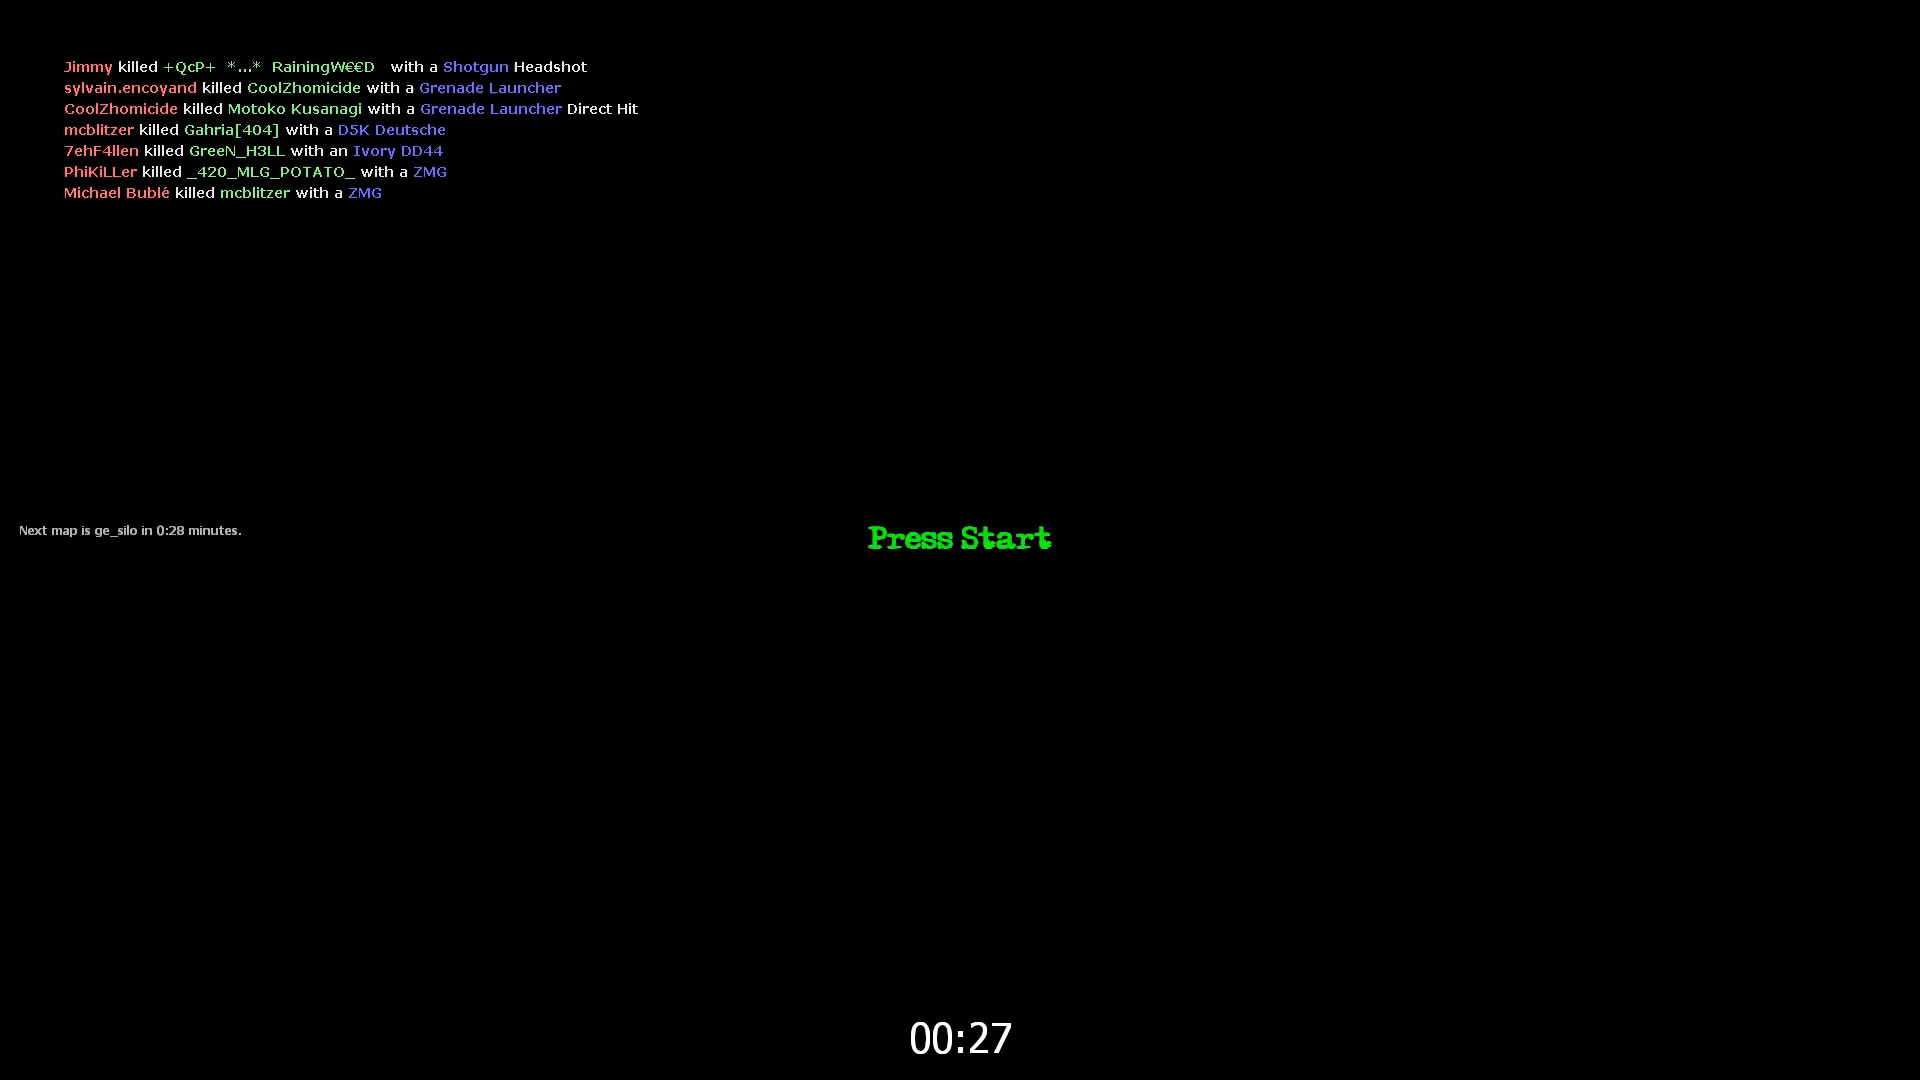 Jimmy killed +QcP+ *...* RainingW€€D with a Shotgun Headshot
sylvain.encoyand killed CoolZhomicide with a Grenade Launcher
CoolZhomicide killed Motoko Kusanagi with a Grenade Launcher Direct Hit
mcblitzer killed Gahria[404] with a D5K Deutsche
7ehF4llen killed GreeN_H3LL with an Ivory DD44
PhiKiLLer killed _420_MLG_POTATO_ with a ZMG
Michael Bublé killed mcblitzer with a ZMG
Next map is ge_silo in 0:28 minutes.
Press Start
00:27